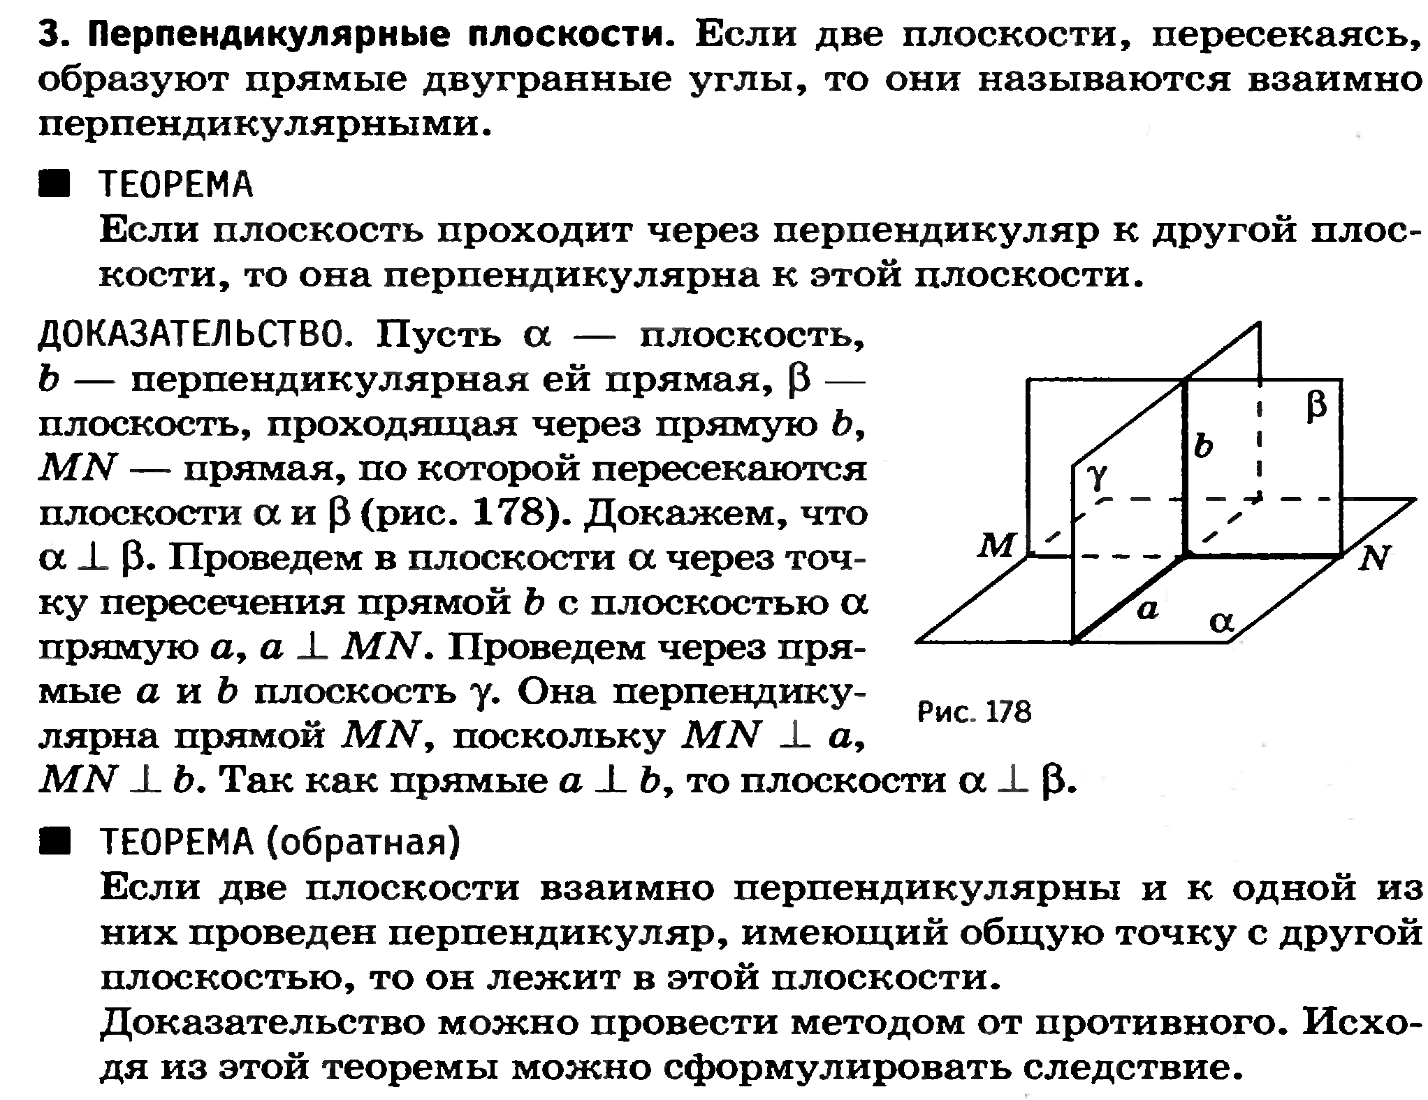 3. Перпендикулярные плоскости. Если две плоскости, пересекаясь,
образуют прямые двугранные углы, то они называются взаимно
перпендикулярными.
■ ТЕОРЕМА
Если плоскость проходит через перпендикуляр к другой плос-
кости, то она перпендикулярна к этой плоскости.
ДОКАЗАТЕЛЬСТВО. Пусть α — плоскость,
b — перпендикулярная ей прямая, β —
плоскость, проходящая через прямую b,
MN — прямая, по которой пересекаются
плоскости α и β (рис. 178). Докажем, что
α ⊥ β. Проведем в плоскости α через точ-
ку пересечения прямой b с плоскостью α
прямую a, a ⊥ MN. Проведем через пря-
мые a и b плоскость γ. Она перпендику-
лярна прямой MN, поскольку MN ⊥ a,
MN ⊥ b. Так как прямые a ⊥ b, то плоскости α ⊥ β.
β
b
γ
M
N
a
α
Рис. 178
■ ТЕОРЕМА (обратная)
Если две плоскости взаимно перпендикулярны и к одной из
них проведен перпендикуляр, имеющий общую точку с другой
плоскостью, то он лежит в этой плоскости.
Доказательство можно провести методом от противного. Исхо-
дя из этой теоремы можно сформулировать следствие.